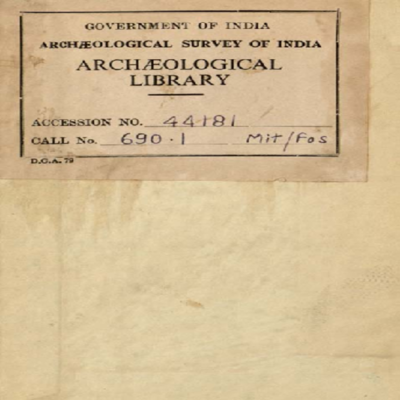 GOVERNMENT OF INDIA
ARCHÆOLOGICAL SURVEY OF INDIA
ARCHÆOLOGICAL
LIBRARY
ACCESSION NO. 44181
CALL No. 690.1 Mit/Fos
D.G.A. 79